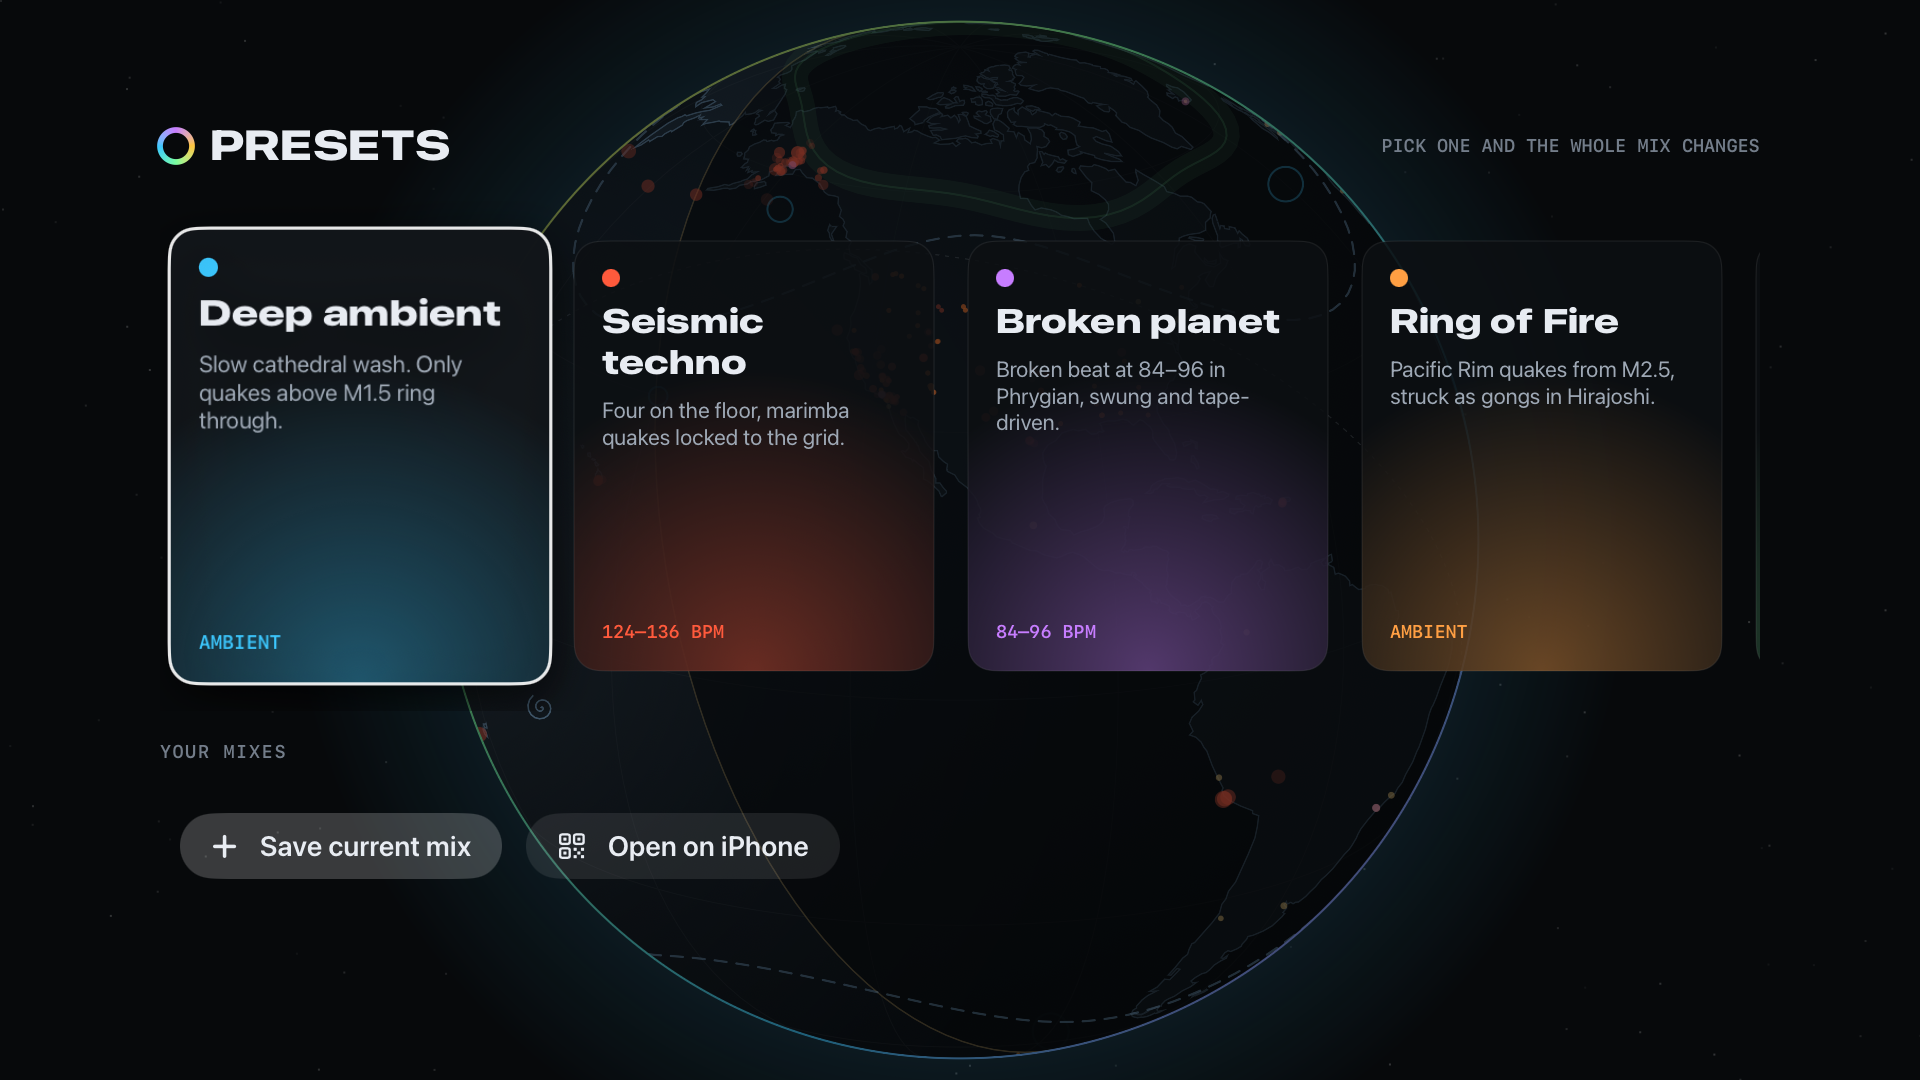 PRESETS
PICK ONE AND THE WHOLE MIX CHANGES
Deep ambient
Slow cathedral wash. Only
quakes above M1.5 ring
through.
AMBIENT
Seismic
techno
Four on the floor, marimba
quakes locked to the grid.
124–136 BPM
Broken planet
Broken beat at 84–96 in
Phrygian, swung and tape-
driven.
84–96 BPM
Ring of Fire
Pacific Rim quakes from M2.5,
struck as gongs in Hirajoshi.
AMBIENT
YOUR MIXES
Save current mix
Open on iPhone